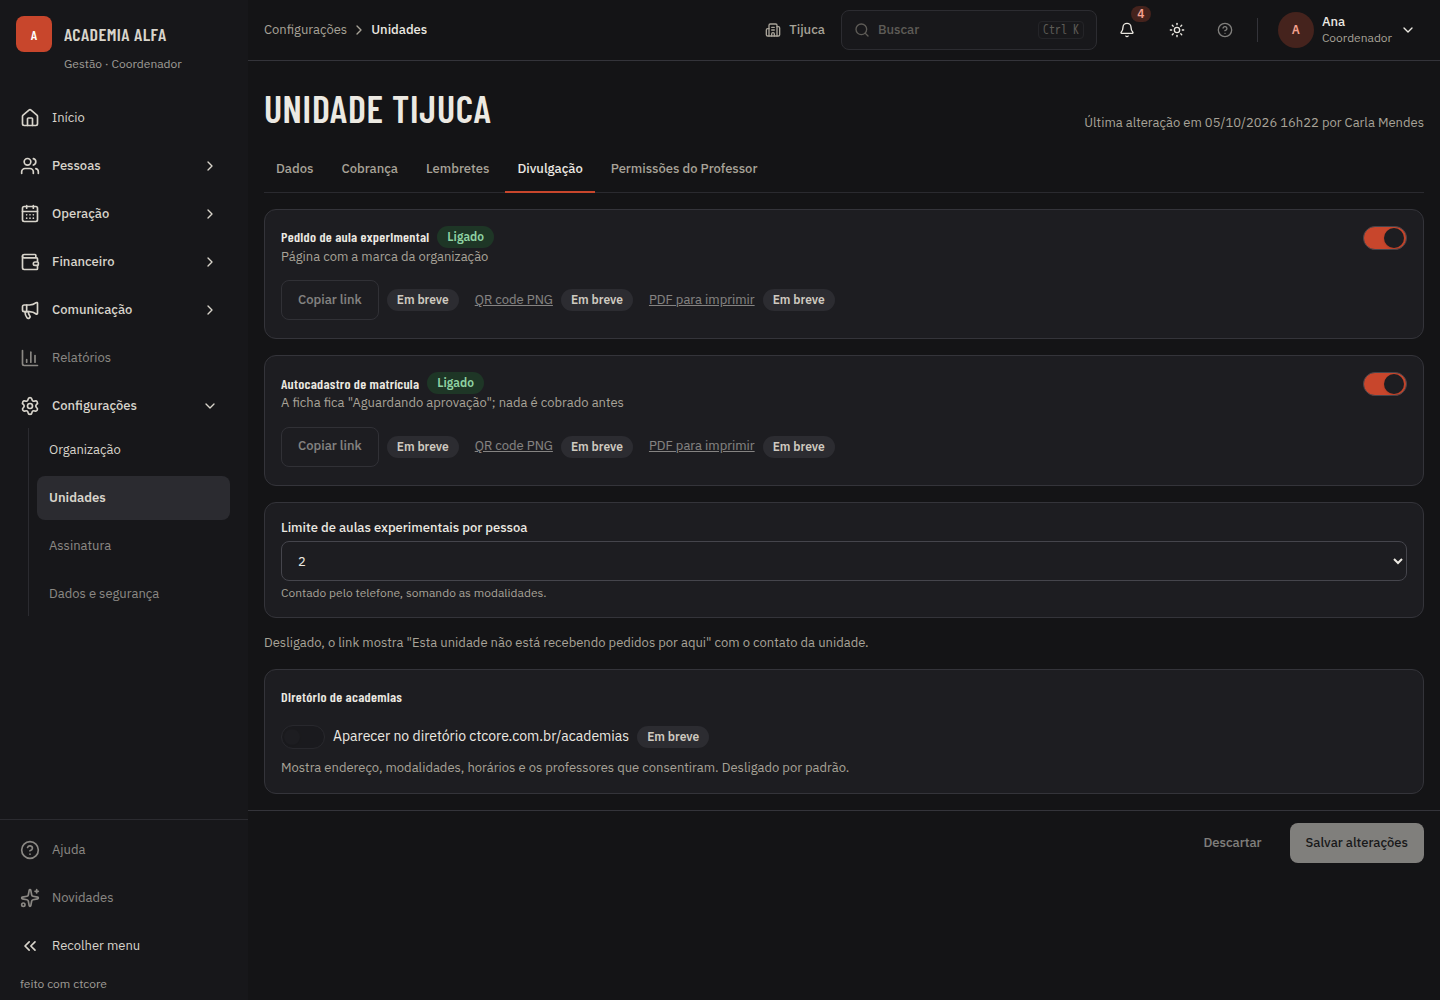 A
ACADEMIA ALFA
Gestão · Coordenador
Início
Pessoas
Operação
Financeiro
Comunicação
Relatórios
Configurações
Organização
Unidades
Assinatura
Dados e segurança
Ajuda
Novidades
Recolher menu
feito com ctcore
Configurações > Unidades
Tijuca
Buscar
Ctrl K
4
A
Ana
Coordenador
UNIDADE TIJUCA
Última alteração em 05/10/2026 16h22 por Carla Mendes
Dados
Cobrança
Lembretes
Divulgação
Permissões do Professor
Pedido de aula experimental Ligado
Página com a marca da organização
Copiar link Em breve QR code PNG Em breve PDF para imprimir Em breve
Autocadastro de matrícula Ligado
A ficha fica "Aguardando aprovação"; nada é cobrado antes
Copiar link Em breve QR code PNG Em breve PDF para imprimir Em breve
Limite de aulas experimentais por pessoa
2
Contado pelo telefone, somando as modalidades.
Desligado, o link mostra "Esta unidade não está recebendo pedidos por aqui" com o contato da unidade.
Diretório de academias
Aparecer no diretório ctcore.com.br/academias Em breve
Mostra endereço, modalidades, horários e os professores que consentiram. Desligado por padrão.
Descartar
Salvar alterações